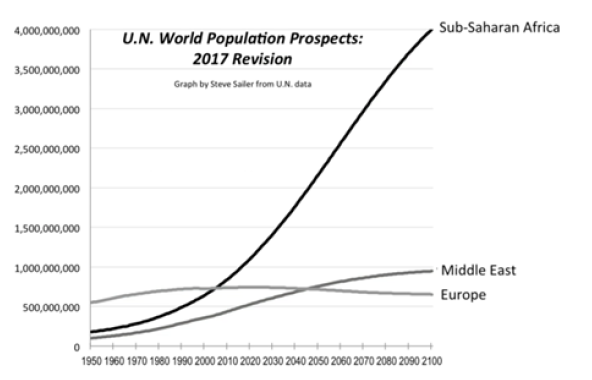 U.N. World Population Prospects:
2017 Revision
Graph by Steve Sailer from U.N. data
4,000,000,000
3,500,000,000
3,000,000,000
2,500,000,000
2,000,000,000
1,500,000,000
1,000,000,000
500,000,000
0
Sub-Saharan Africa
Middle East
Europe
1950 1960 1970 1980 1990 2000 2010 2020 2030 2040 2050 2060 2070 2080 2090 2100